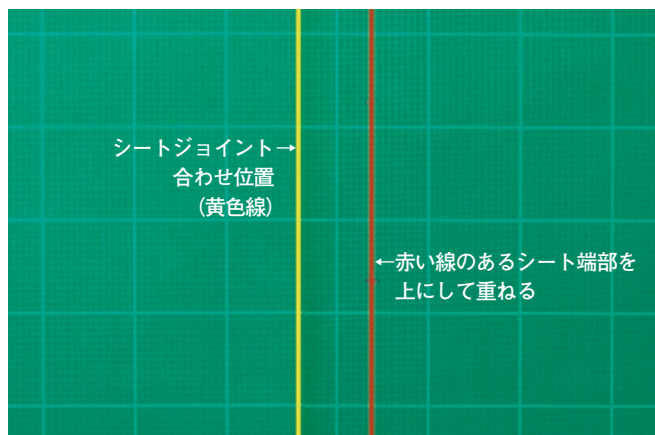 シートジョイント→
合わせ位置
(黄色線)
←赤い線のあるシート端部を
上にして重ねる